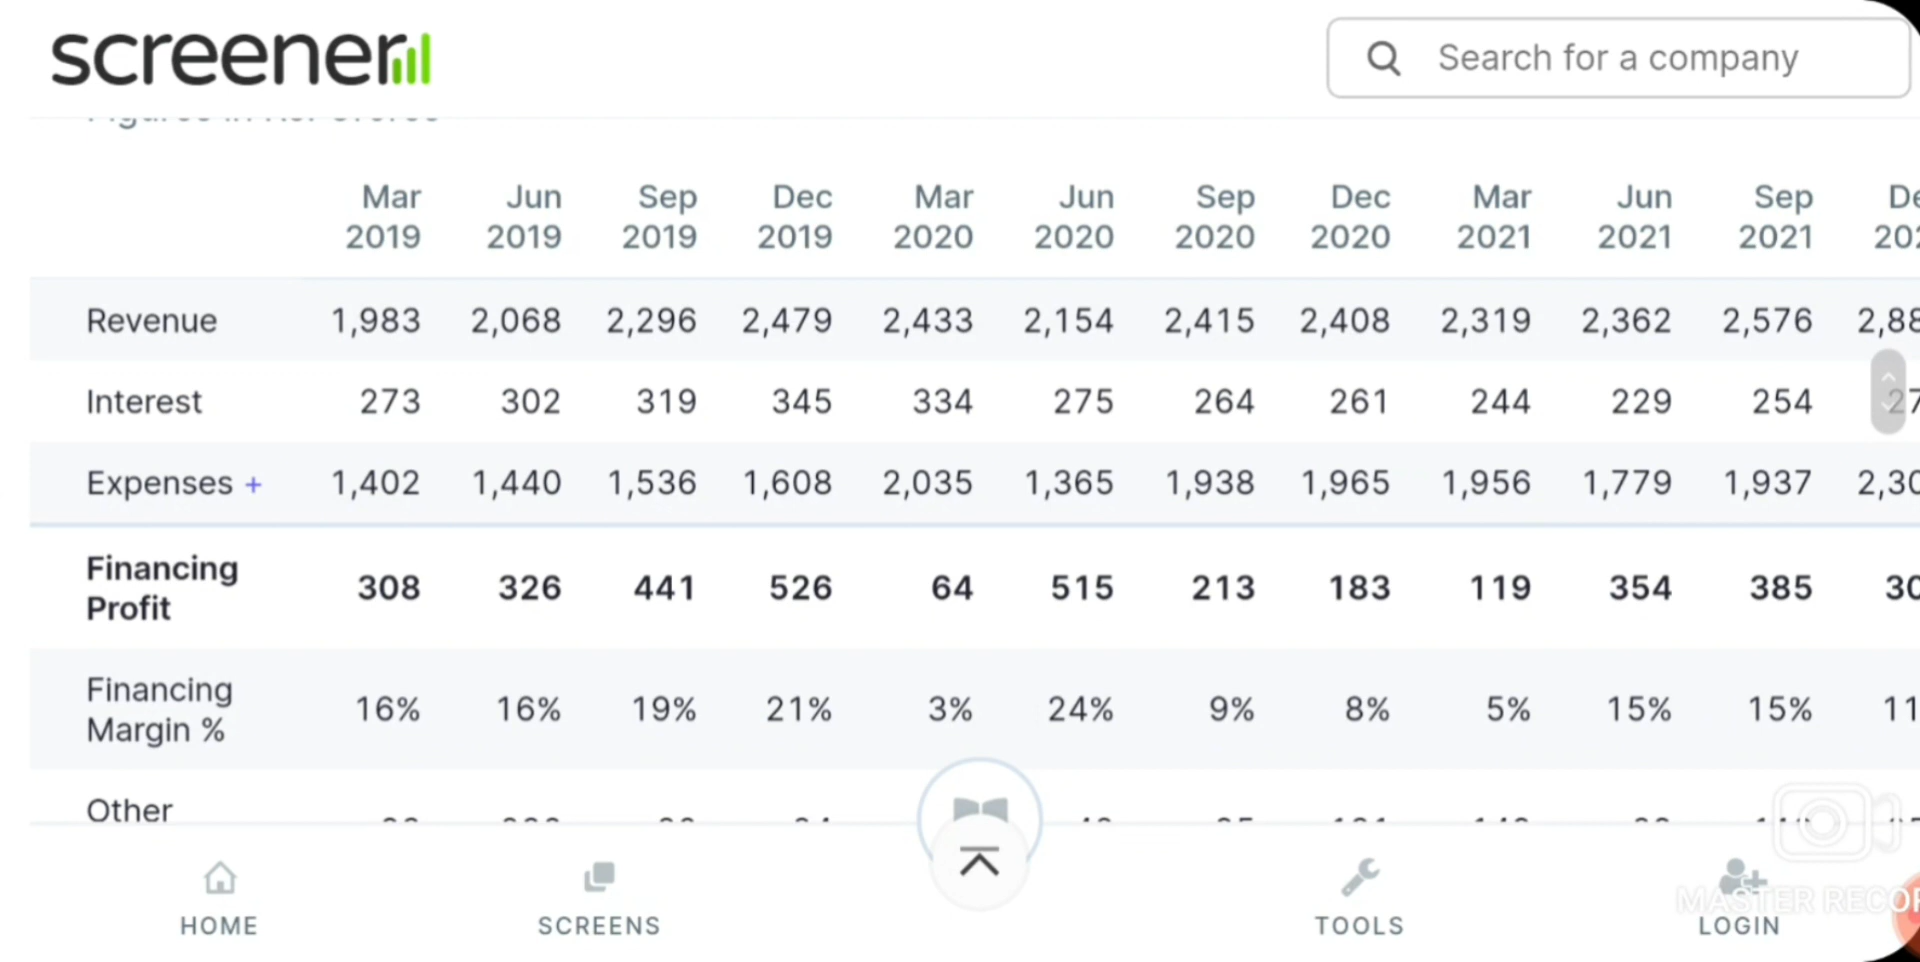 screener
Search for a company
Mar Jun Sep Dec Mar Jun Sep Dec Mar Jun Sep
2019 2019 2019 2019 2020 2020 2020 2020 2021 2021 2021
Revenue 1,983 2,068 2,296 2,479 2,433 2,154 2,415 2,408 2,319 2,362 2,576
Interest 273 302 319 345 334 275 264 261 244 229 254
Expenses + 1,402 1,440 1,536 1,608 2,035 1,365 1,938 1,965 1,956 1,779 1,937
Financing
Profit 308 326 441 526 64 515 213 183 119 354 385
Financing
Margin % 16% 16% 19% 21% 3% 24% 9% 8% 5% 15% 15%
Other
HOME SCREENS TOOLS LOGIN
MASTER